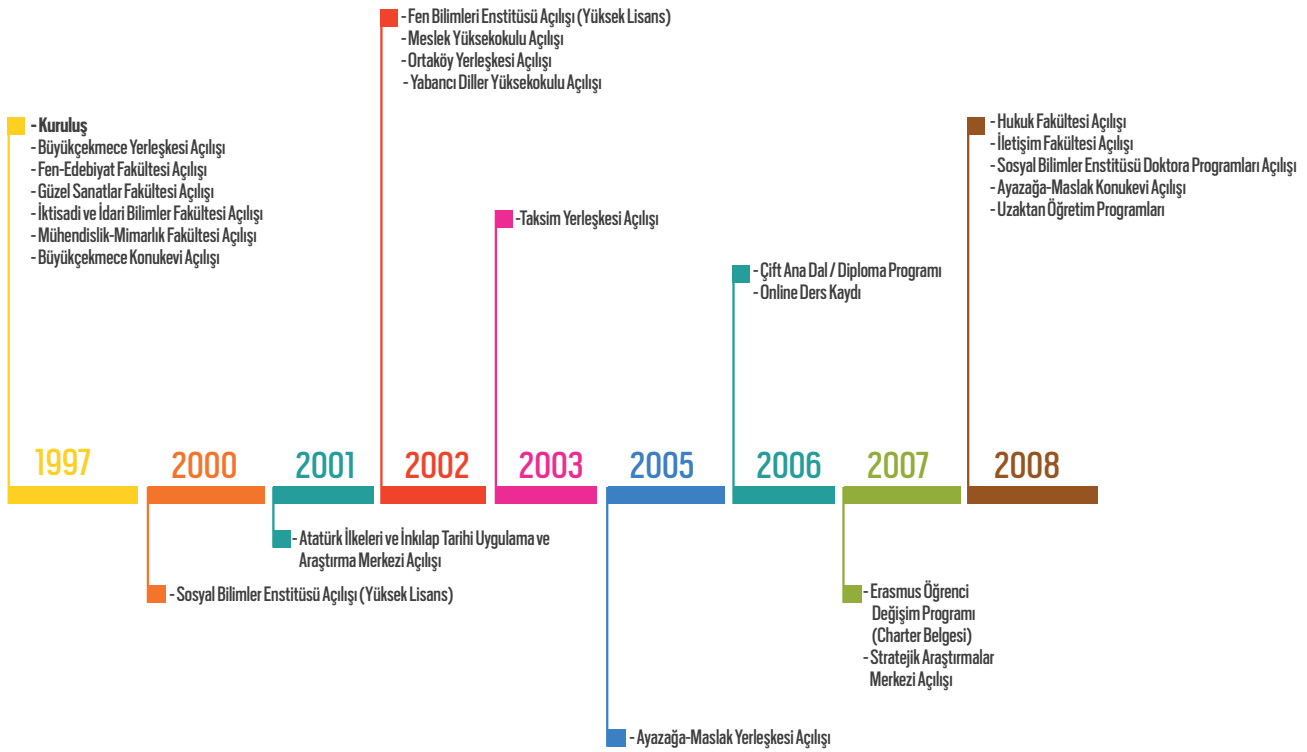 - Fen Bilimleri Enstitüsü Açılışı (Yüksek Lisans)
- Meslek Yüksekokulu Açılışı
- Ortaköy Yerleşkesi Açılışı
- Yabancı Diller Yüksekokulu Açılışı
- Kuruluş
- Büyükçekmece Yerleşkesi Açılışı
- Fen-Edebiyat Fakültesi Açılışı
- Güzel Sanatlar Fakültesi Açılışı
- İktisadi ve İdari Bilimler Fakültesi Açılışı
- Mühendislik-Mimarlık Fakültesi Açılışı
- Büyükçekmece Konukevi Açılışı
- Hukuk Fakültesi Açılışı
- İletişim Fakültesi Açılışı
- Sosyal Bilimler Enstitüsü Doktora Programları Açılışı
- Ayazağa-Maslak Konukevi Açılışı
- Uzaktan Öğretim Programları
-Taksim Yerleşkesi Açılışı
- Çift Ana Dal / Diploma Programı
- Online Ders Kaydı
1997
2000
2001
2002
2003
2005
2006
2007
2008
- Atatürk İlkeleri ve İnkılap Tarihi Uygulama ve
Araştırma Merkezi Açılışı
- Sosyal Bilimler Enstitüsü Açılışı (Yüksek Lisans)
- Erasmus Öğrenci
Değişim Programı
(Charter Belgesi)
- Stratejik Araştırmalar
Merkezi Açılışı
- Ayazağa-Maslak Yerleşkesi Açılışı